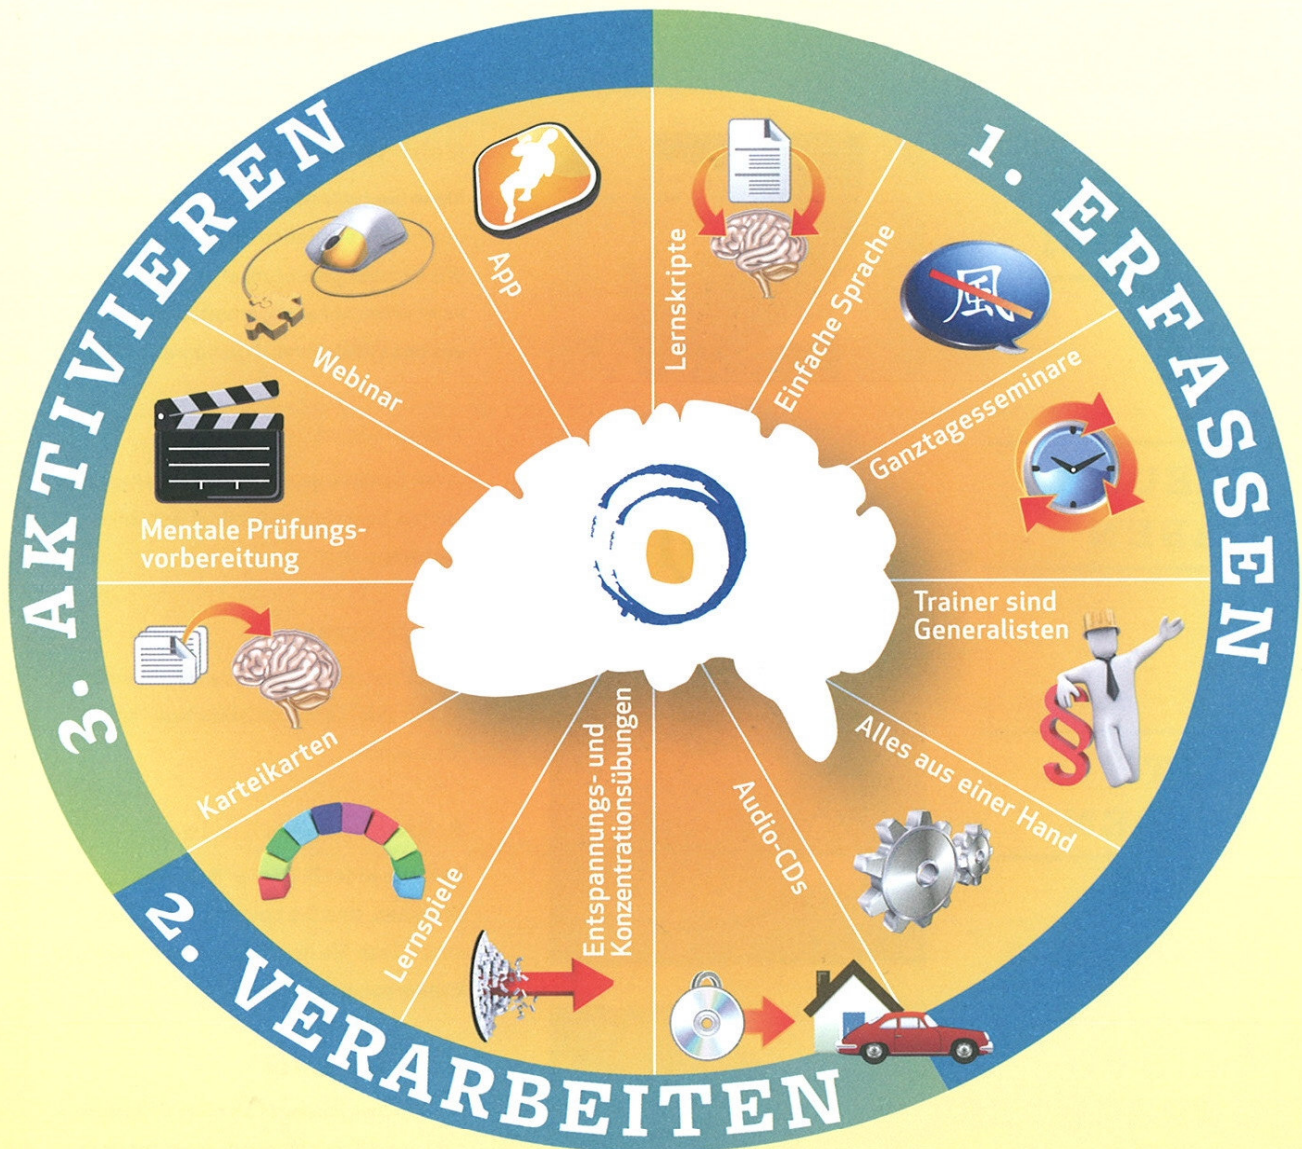 1. ERFASSEN
Lernskripte
Einfache Sprache
風
Ganztagesseminare
Trainer sind
Generalisten
§
Alles aus einer Hand
2. VERARBEITEN
Audio-CDs
Entspannungs- und
Konzentrationsübungen
Lernspiele
3. AKTIVIEREN
Karteikarten
Mentale Prüfungs-
vorbereitung
Webinar
App